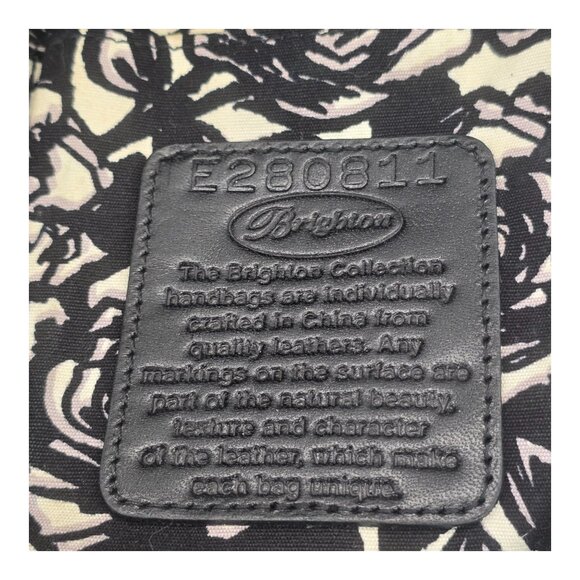 E280811
Brighton
The Brighton Collection
handbags are individually
crafted in China from
quality leathers. Any
markings on the surface are
part of the natural beauty,
texture and character
of the leather, which make
each bag unique.